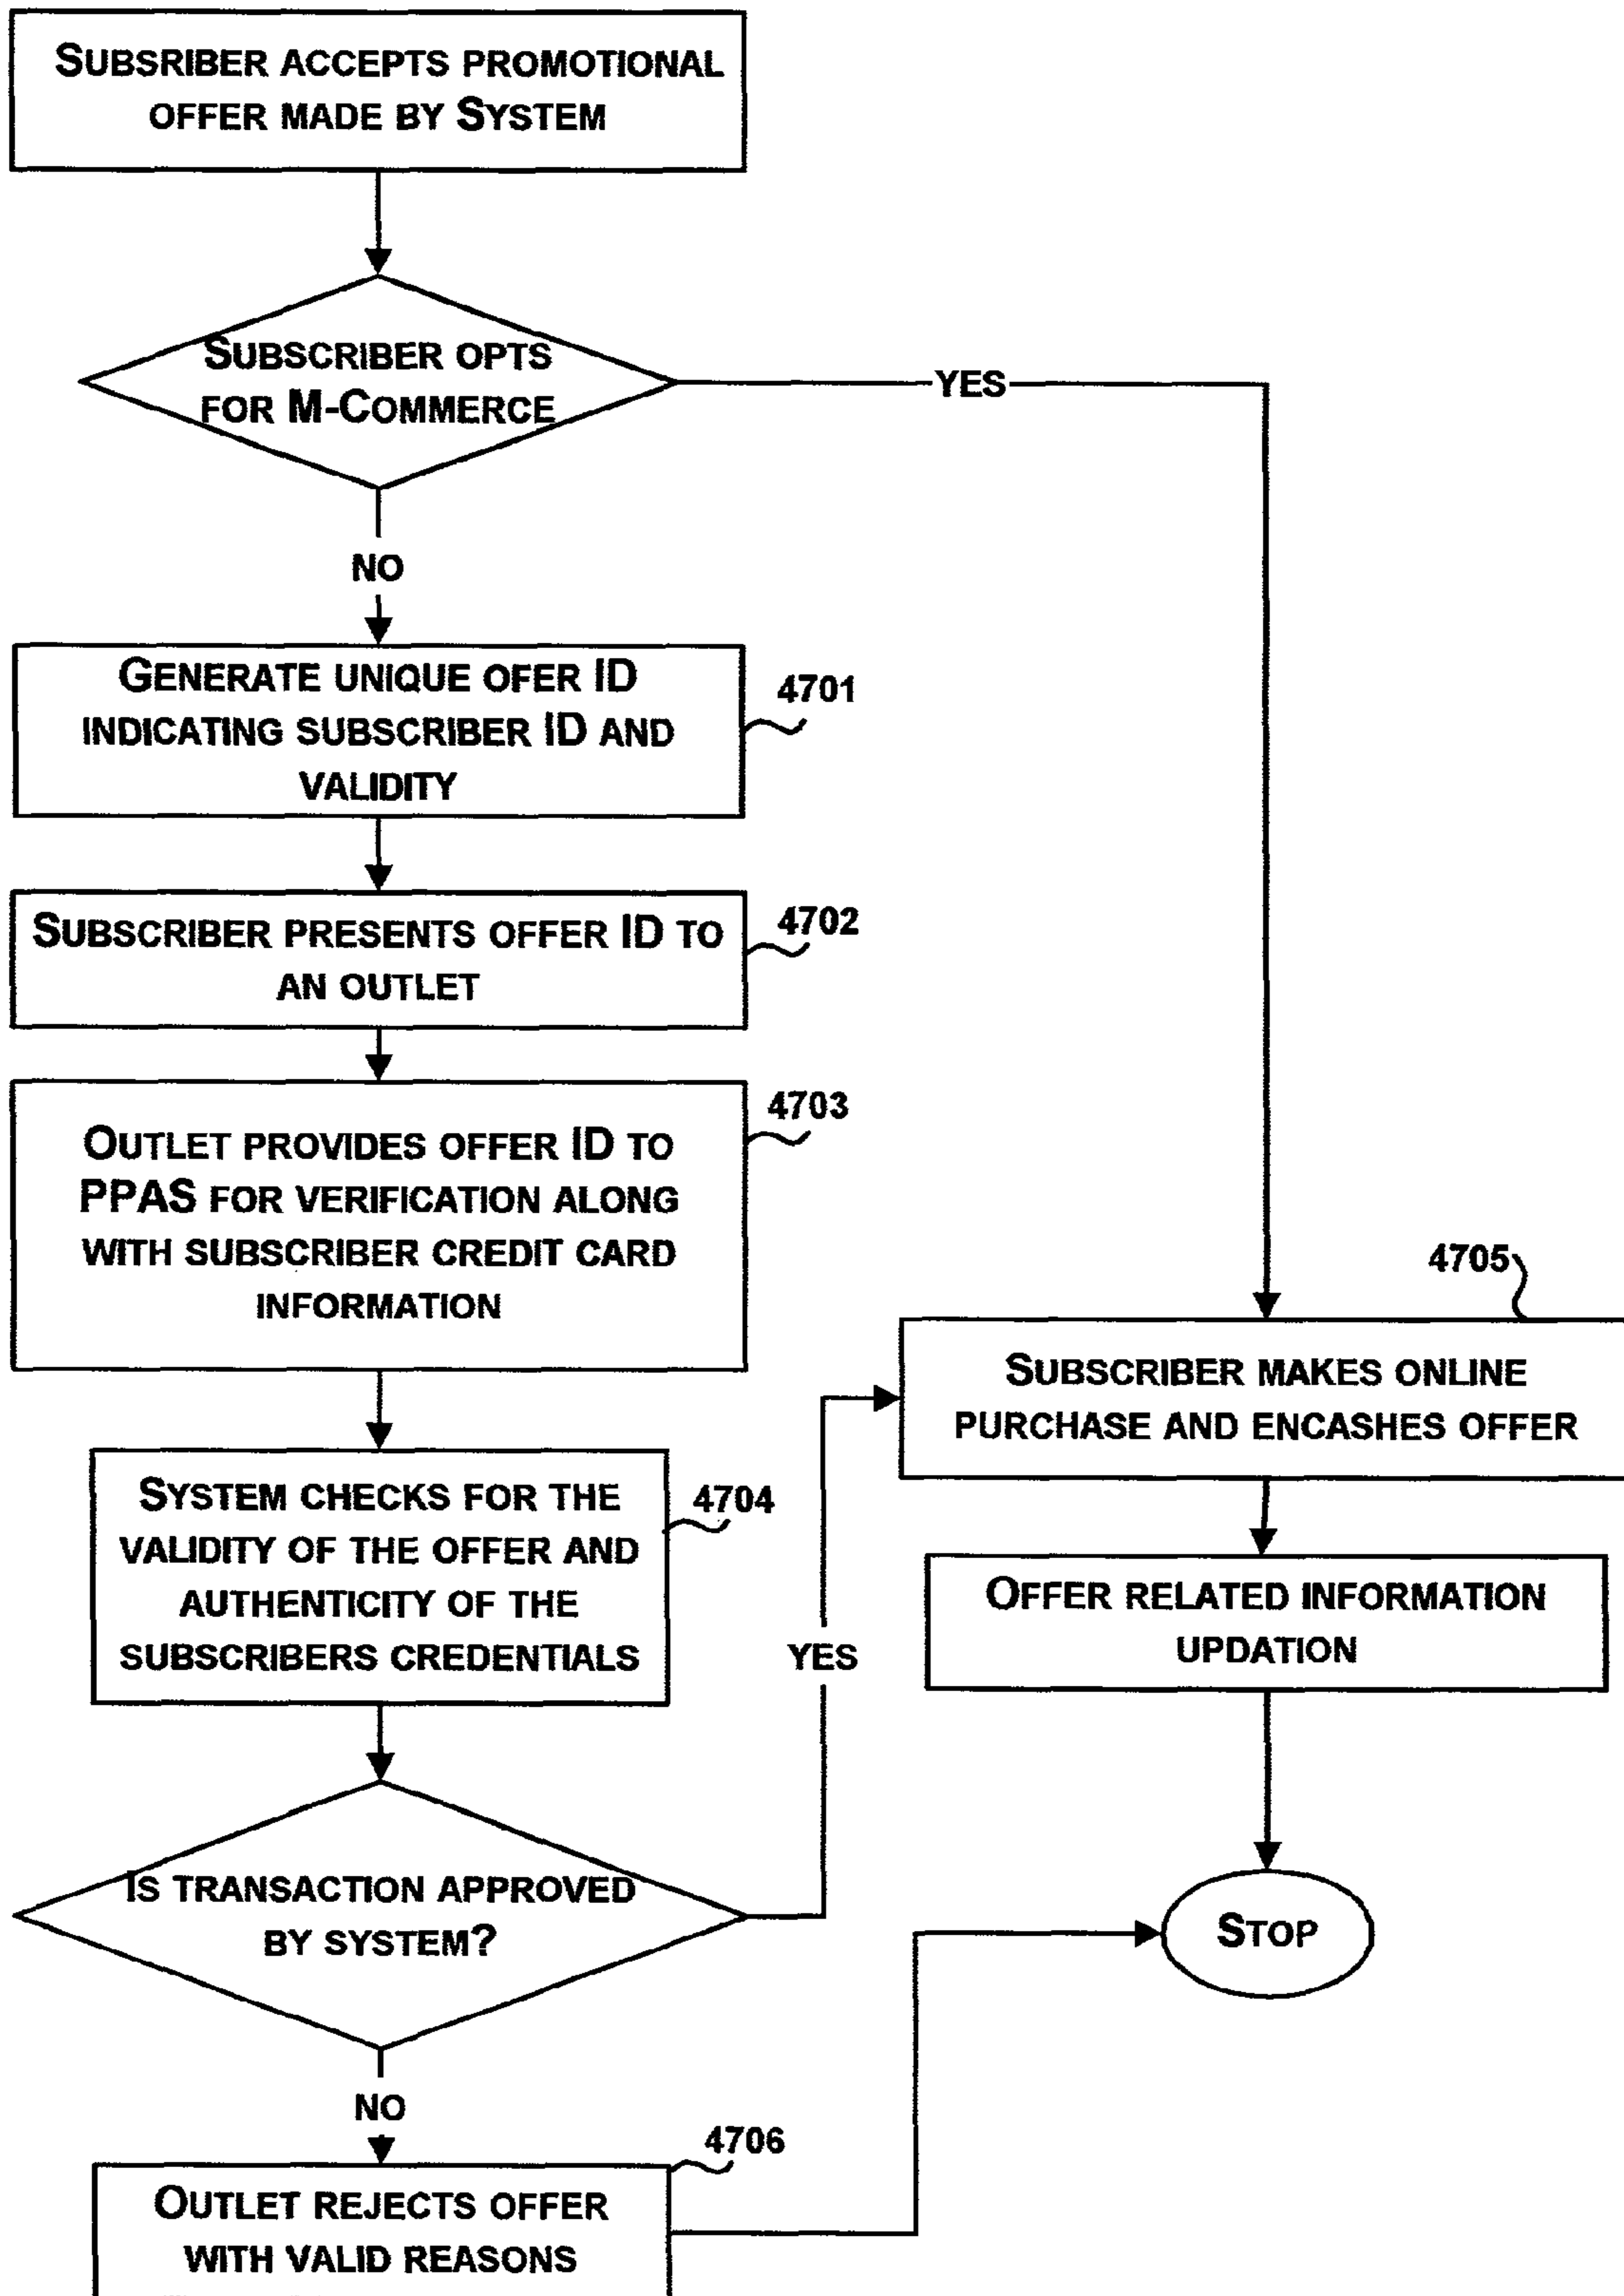 SUBSRIBER ACCEPTS PROMOTIONAL
OFFER MADE BY SYSTEM
SUBSCRIBER OPTS
FOR M-COMMERCE
YES
NO
GENERATE UNIQUE OFER ID
INDICATING SUBSCRIBER ID AND
VALIDITY
4701
SUBSCRIBER PRESENTS OFFER ID TO
AN OUTLET
4702
OUTLET PROVIDES OFFER ID TO
PPAS FOR VERIFICATION ALONG
WITH SUBSCRIBER CREDIT CARD
INFORMATION
4703
SYSTEM CHECKS FOR THE
VALIDITY OF THE OFFER AND
AUTHENTICITY OF THE
SUBSCRIBERS CREDENTIALS
4704
IS TRANSACTION APPROVED
BY SYSTEM?
YES
NO
OUTLET REJECTS OFFER
WITH VALID REASONS
4706
4705
SUBSCRIBER MAKES ONLINE
PURCHASE AND ENCASHES OFFER
OFFER RELATED INFORMATION
UPDATION
STOP